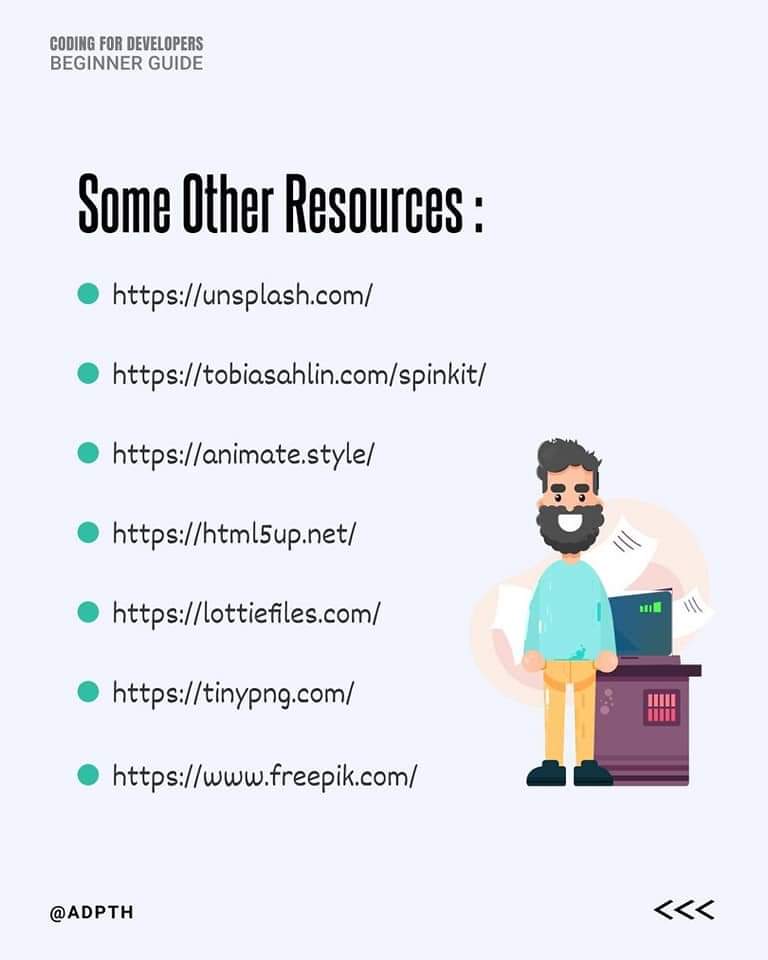 CODING FOR DEVELOPERS
BEGINNER GUIDE
Some Other Resources :
https://unsplash.com/
https://tobiasahlin.com/spinkit/
https://animate.style/
https://html5up.net/
https://lottiefiles.com/
https://tinypng.com/
https://www.freepik.com/
@ADPTH
<<<